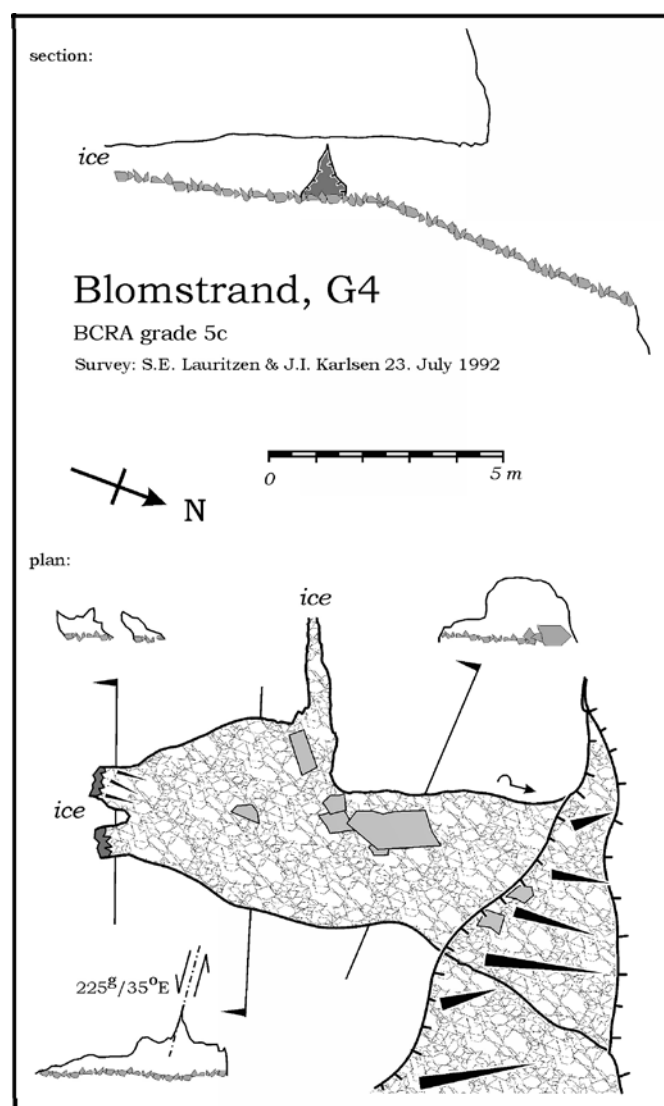 section:
ice
Blomstrand, G4
BCRA grade 5c
Survey: S.E. Lauritzen & J.I. Karlsen 23. July 1992
0 5 m
N
plan:
ice
ice
225g/35°E